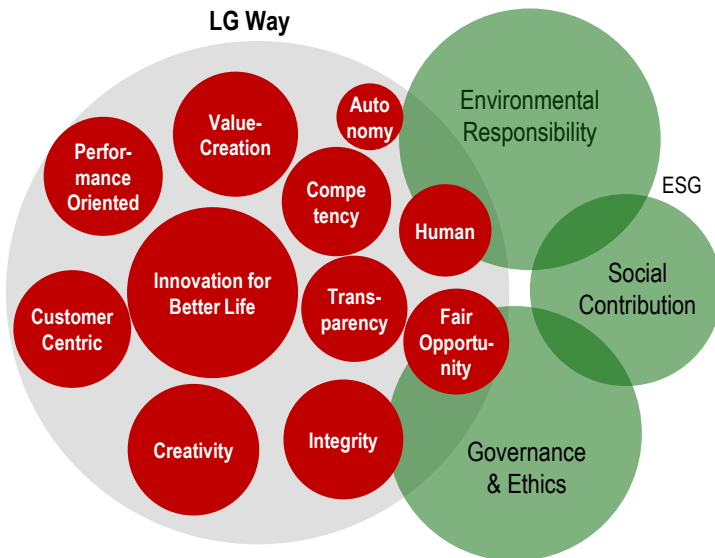 LG Way
Auto
nomy
Environmental
Responsibility
Value-
Creation
Perfor-
mance
Oriented
Compe
tency
ESG
Human
Innovation for
Better Life
Trans-
parency
Social
Contribution
Customer
Centric
Fair
Opportu-
nity
Creativity
Integrity
Governance
& Ethics